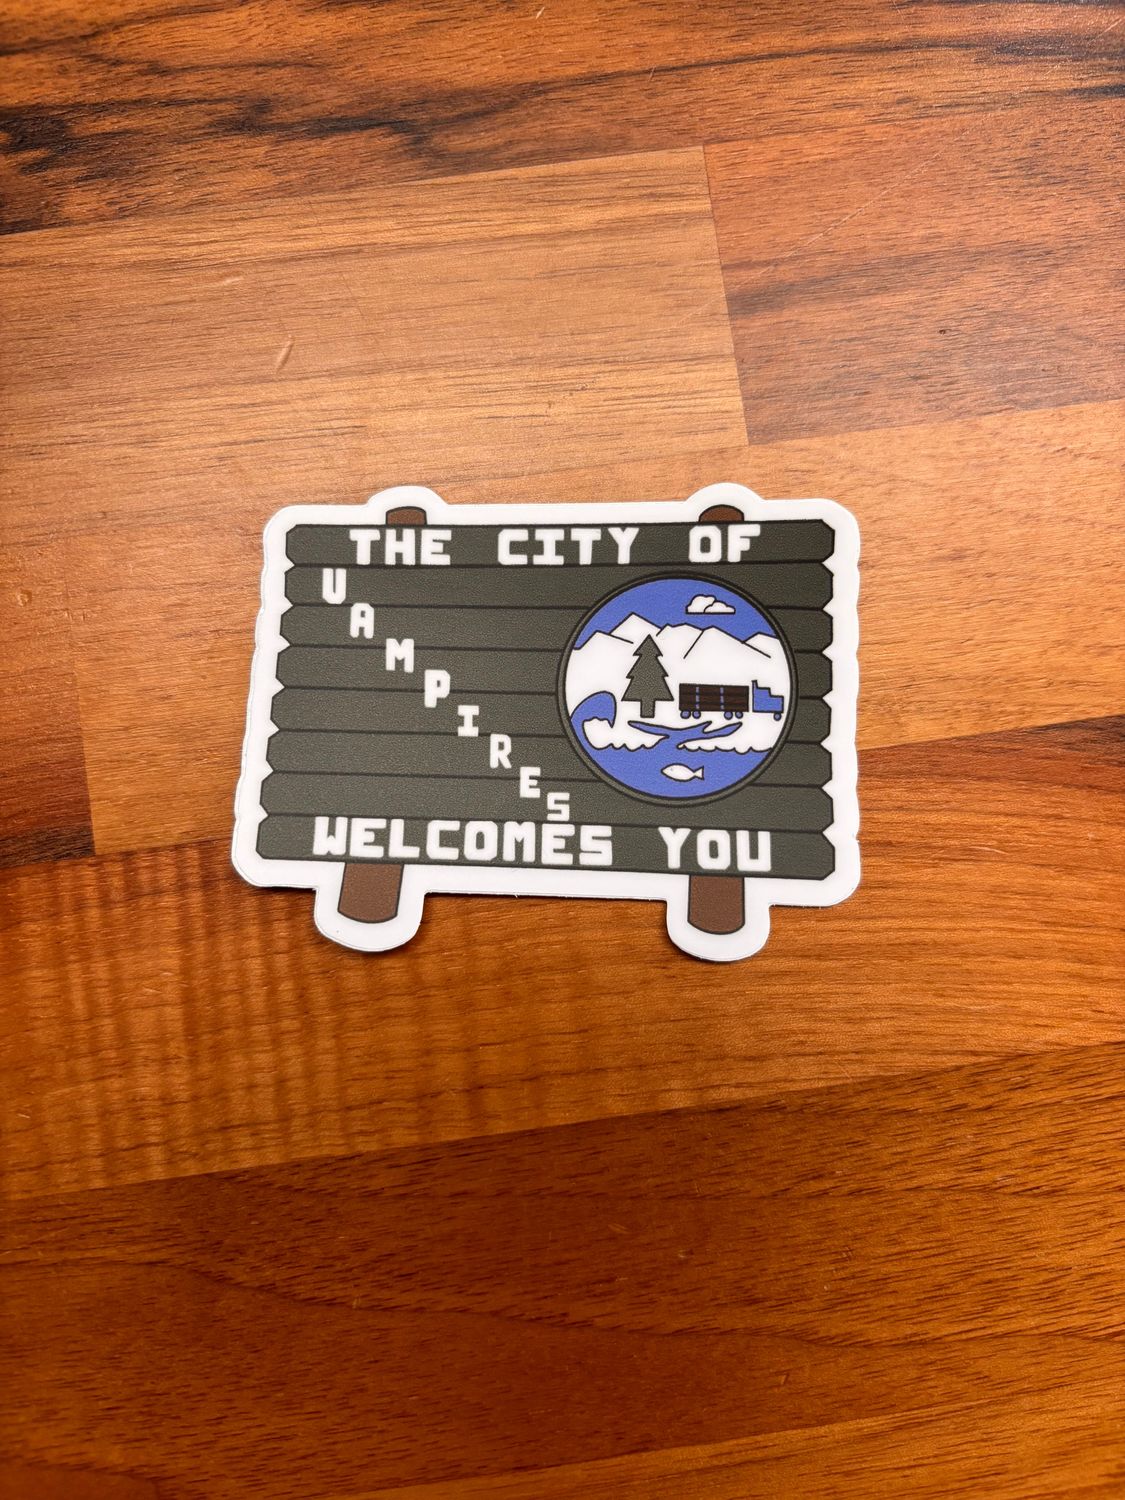 THE CITY OF
VAMPIRES
WELCOMES YOU